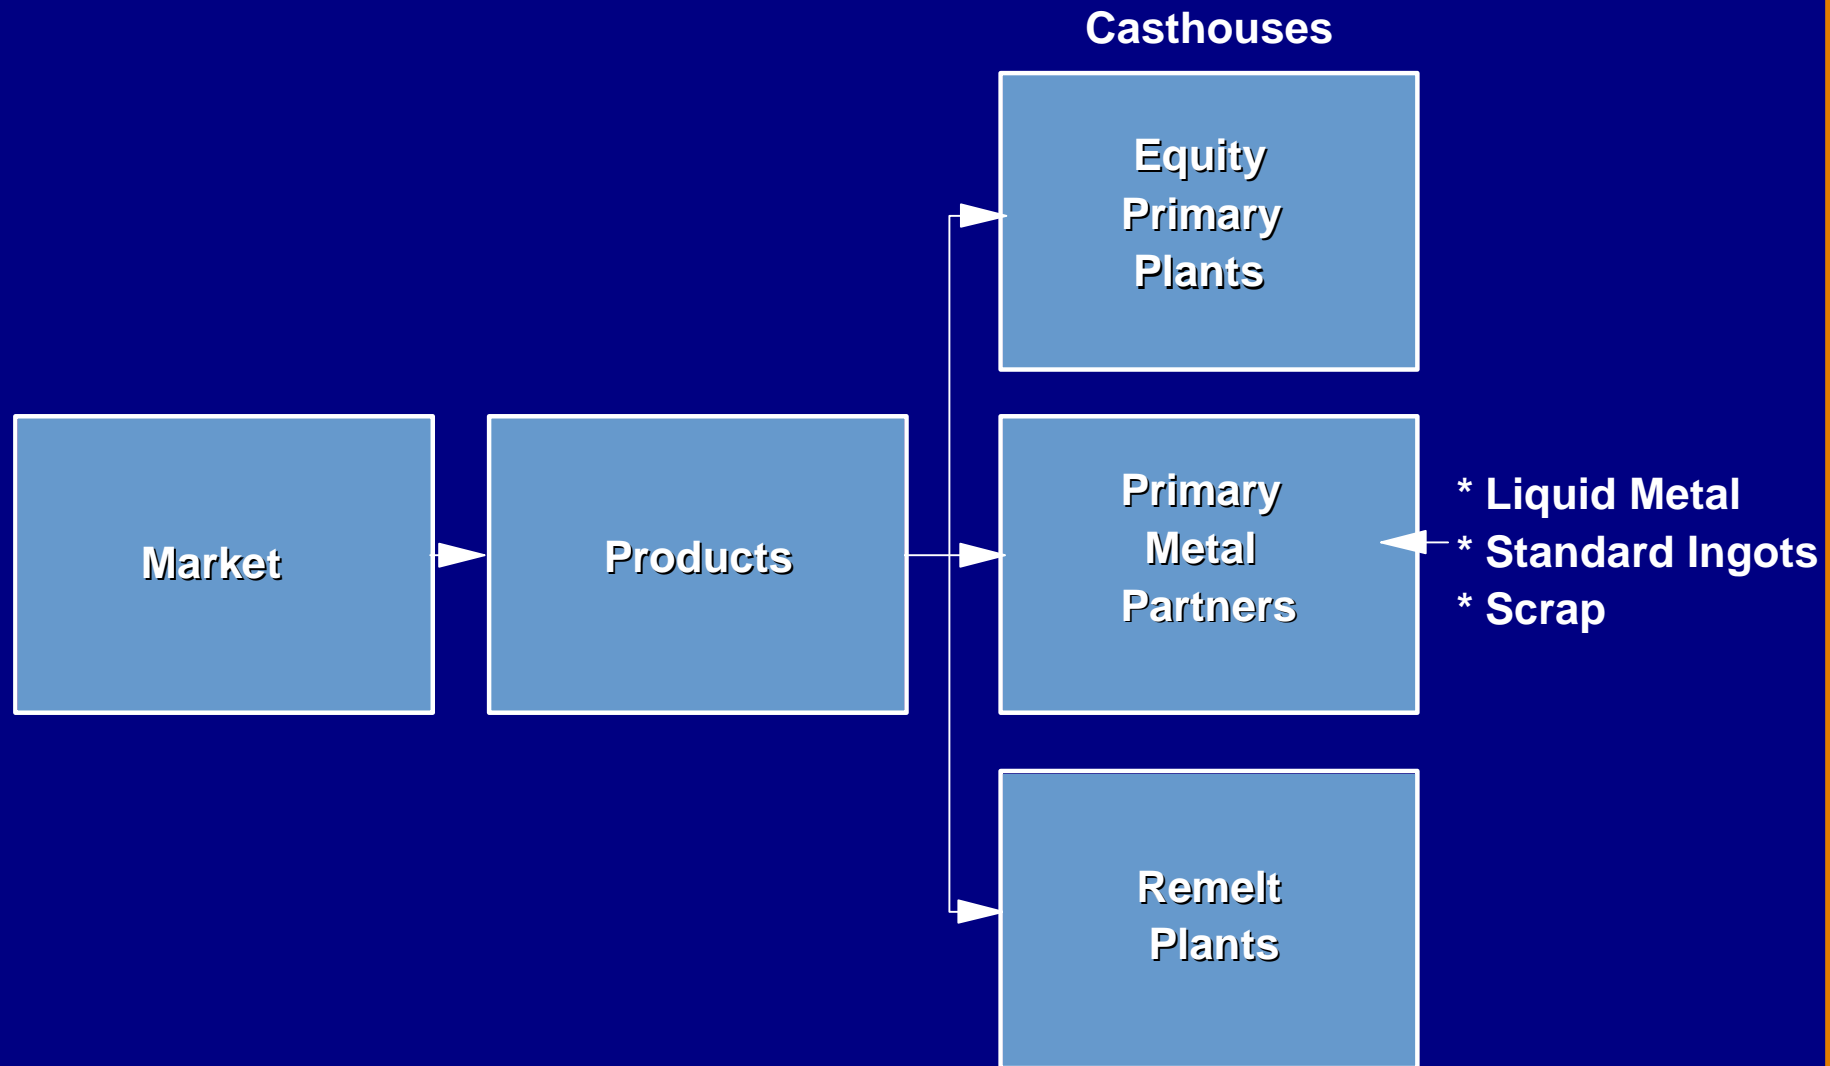 Casthouses
Equity
Primary
Plants
Market
Products
Primary
Metal
Partners
* Liquid Metal
* Standard Ingots
* Scrap
Remelt
Plants